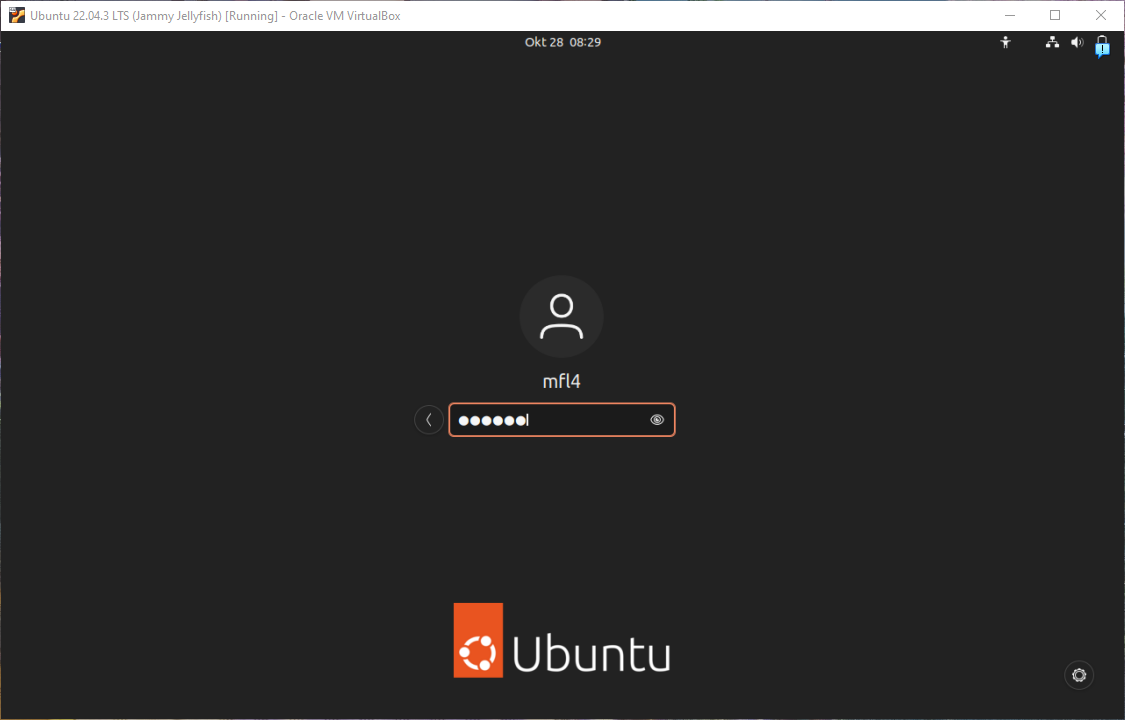 Ubuntu 22.04.3 LTS (Jammy Jellyfish) [Running] - Oracle VM VirtualBox
Okt 28 08:29
mfl4
Ubuntu